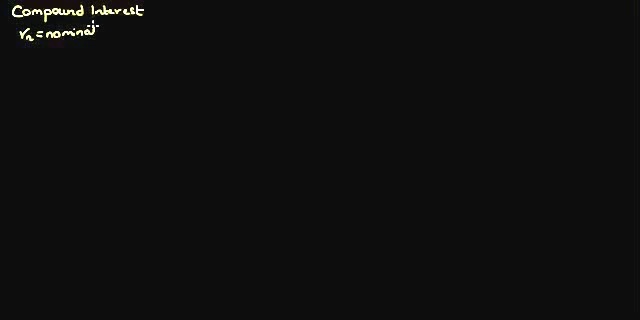 Compound Interest
rₙ = nominal